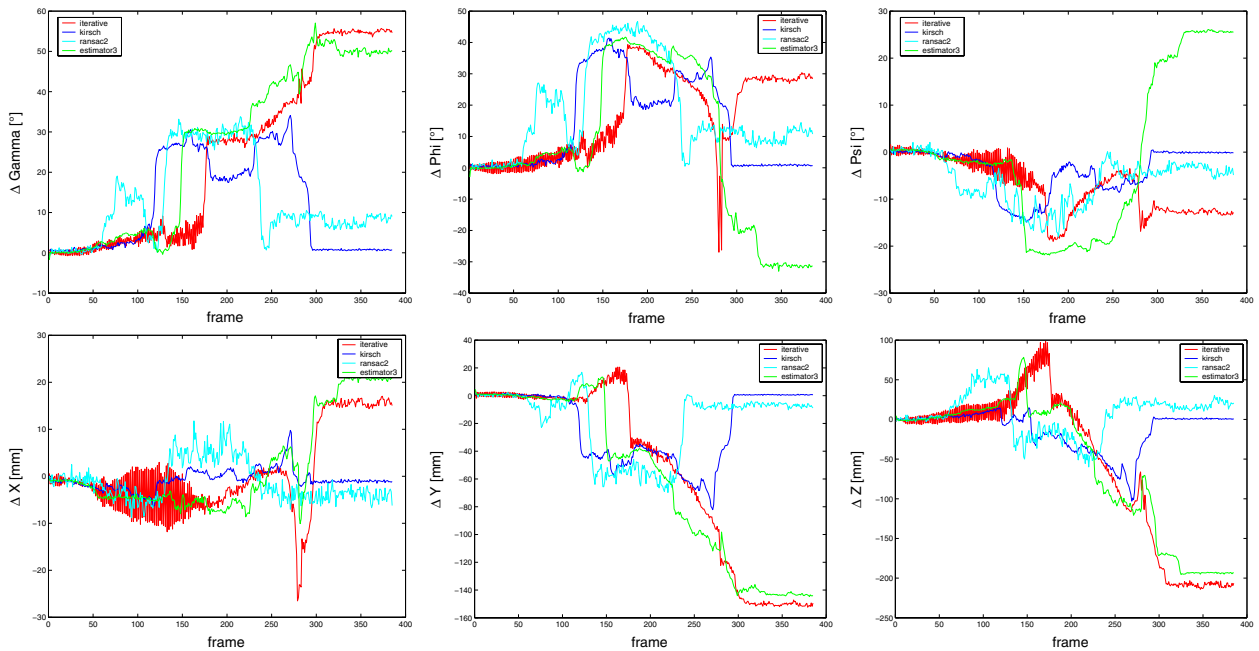 Δ Gamma [°]
60
50
40
30
20
10
0
−10
0 50 100 150 200 250 300 350 400
frame
iterative
kirsch
ransac2
estimator3
Δ Phi [°]
50
40
30
20
10
0
−10
−20
−30
−40
0 50 100 150 200 250 300 350 400
frame
iterative
kirsch
ransac2
estimator3
Δ Psi [°]
30
20
10
0
−10
−20
−30
0 50 100 150 200 250 300 350 400
frame
iterative
kirsch
ransac2
estimator3
Δ X [mm]
30
20
10
0
−10
−20
−30
0 50 100 150 200 250 300 350 400
frame
iterative
kirsch
ransac2
estimator3
Δ Y [mm]
40
20
0
−20
−40
−60
−80
−100
−120
−140
−160
0 50 100 150 200 250 300 350 400
frame
iterative
kirsch
ransac2
estimator3
Δ Z [mm]
100
50
0
−50
−100
−150
−200
−250
0 50 100 150 200 250 300 350 400
frame
iterative
kirsch
ransac2
estimator3